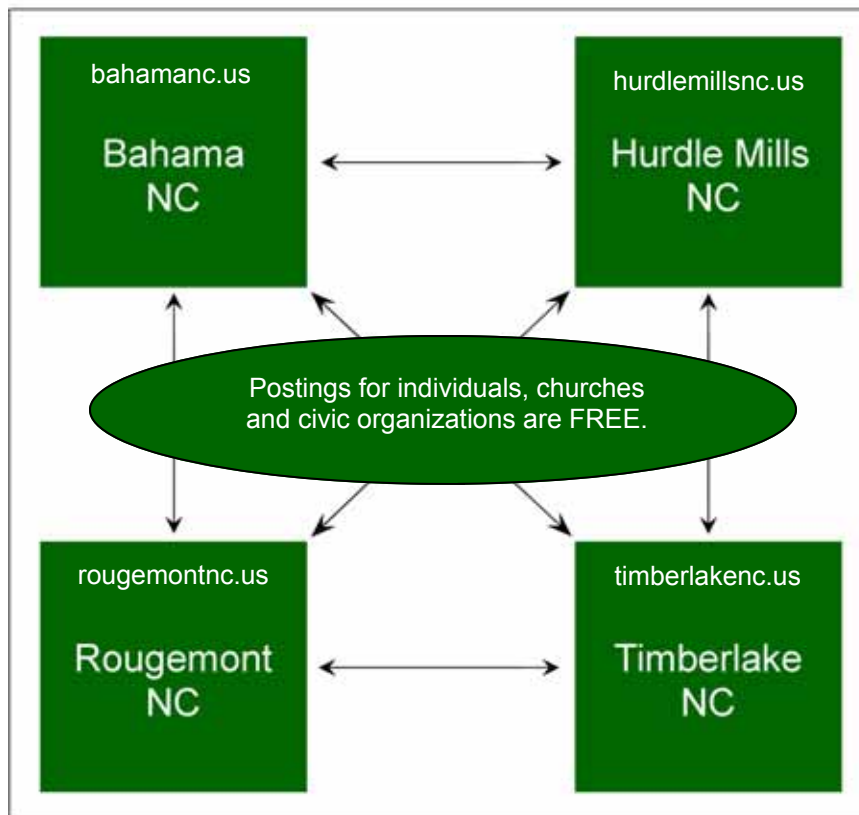 bahamanc.us
Bahama
NC
hurdlemillsnc.us
Hurdle Mills
NC
Postings for individuals, churches
and civic organizations are FREE.
rougemontnc.us
Rougemont
NC
timberlakenc.us
Timberlake
NC